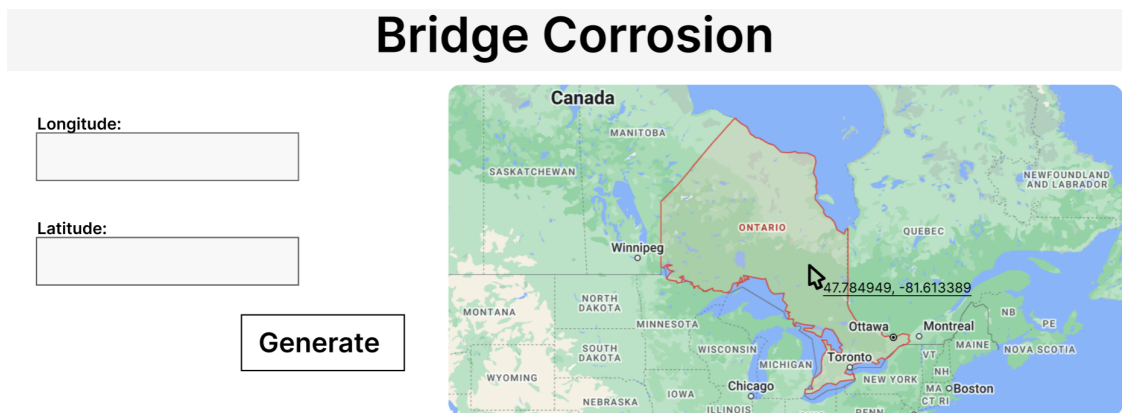 Bridge Corrosion
Longitude:
Latitude:
Generate
Canada
MANITOBA
SASKATCHEWAN
NEWFOUNDLAND
AND LABRADOR
ONTARIO
QUEBEC
Winnipeg
47.784949, -81.613389
NORTH
DAKOTA
MONTANA
MINNESOTA
NB
PE
Ottawa
Montreal
MAINE
NOVA SCOTIA
SOUTH
DAKOTA
WISCONSIN
MICHIGAN
Toronto
VT
NH
WYOMING
NEW YORK
MA
Boston
Chicago
IOWA
CT RI
NEBRASKA
ILLINOIS
PENN